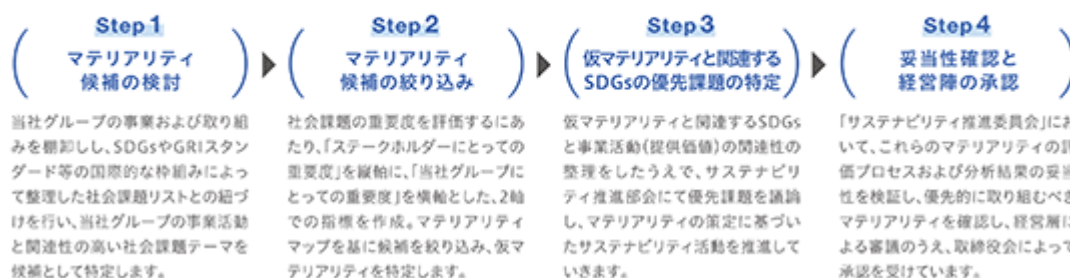 Step 1
マテリアリティ
候補の検討
当社グループの事業および取り組
みを棚卸しし、SDGsやGRIスタン
ダード等の国際的な枠組みによっ
て整理した社会課題リストとの紐づ
けを行い、当社グループの事業活動
と関連性の高い社会課題テーマを
候補として特定します。
Step 2
マテリアリティ
候補の絞り込み
社会課題の重要度を評価するにあ
たり、「ステークホルダーにとっての
重要度」を縦軸に、「当社グループに
とっての重要度」を横軸とした、2軸
での指標を作成。マテリアリティ
マップを基に候補を絞り込み、仮マ
テリアリティを特定します。
Step 3
仮マテリアリティと関連する
SDGsの優先課題の特定
仮マテリアリティと関連するSDGs
と事業活動(提供価値)の関連性の
整理をしたうえで、サステナビリ
ティ推進部会にて優先課題を議論
し、マテリアリティの策定に基づい
たサステナビリティ活動を推進して
いきます。
Step 4
妥当性確認と
経営陣の承認
「サステナビリティ推進委員会」にお
いて、これらのマテリアリティの評
価プロセスおよび分析結果の妥当
性を検証し、優先的に取り組むべき
マテリアリティを確認し、経営層に
よる審議のうえ、取締役会によって
承認を受けています。